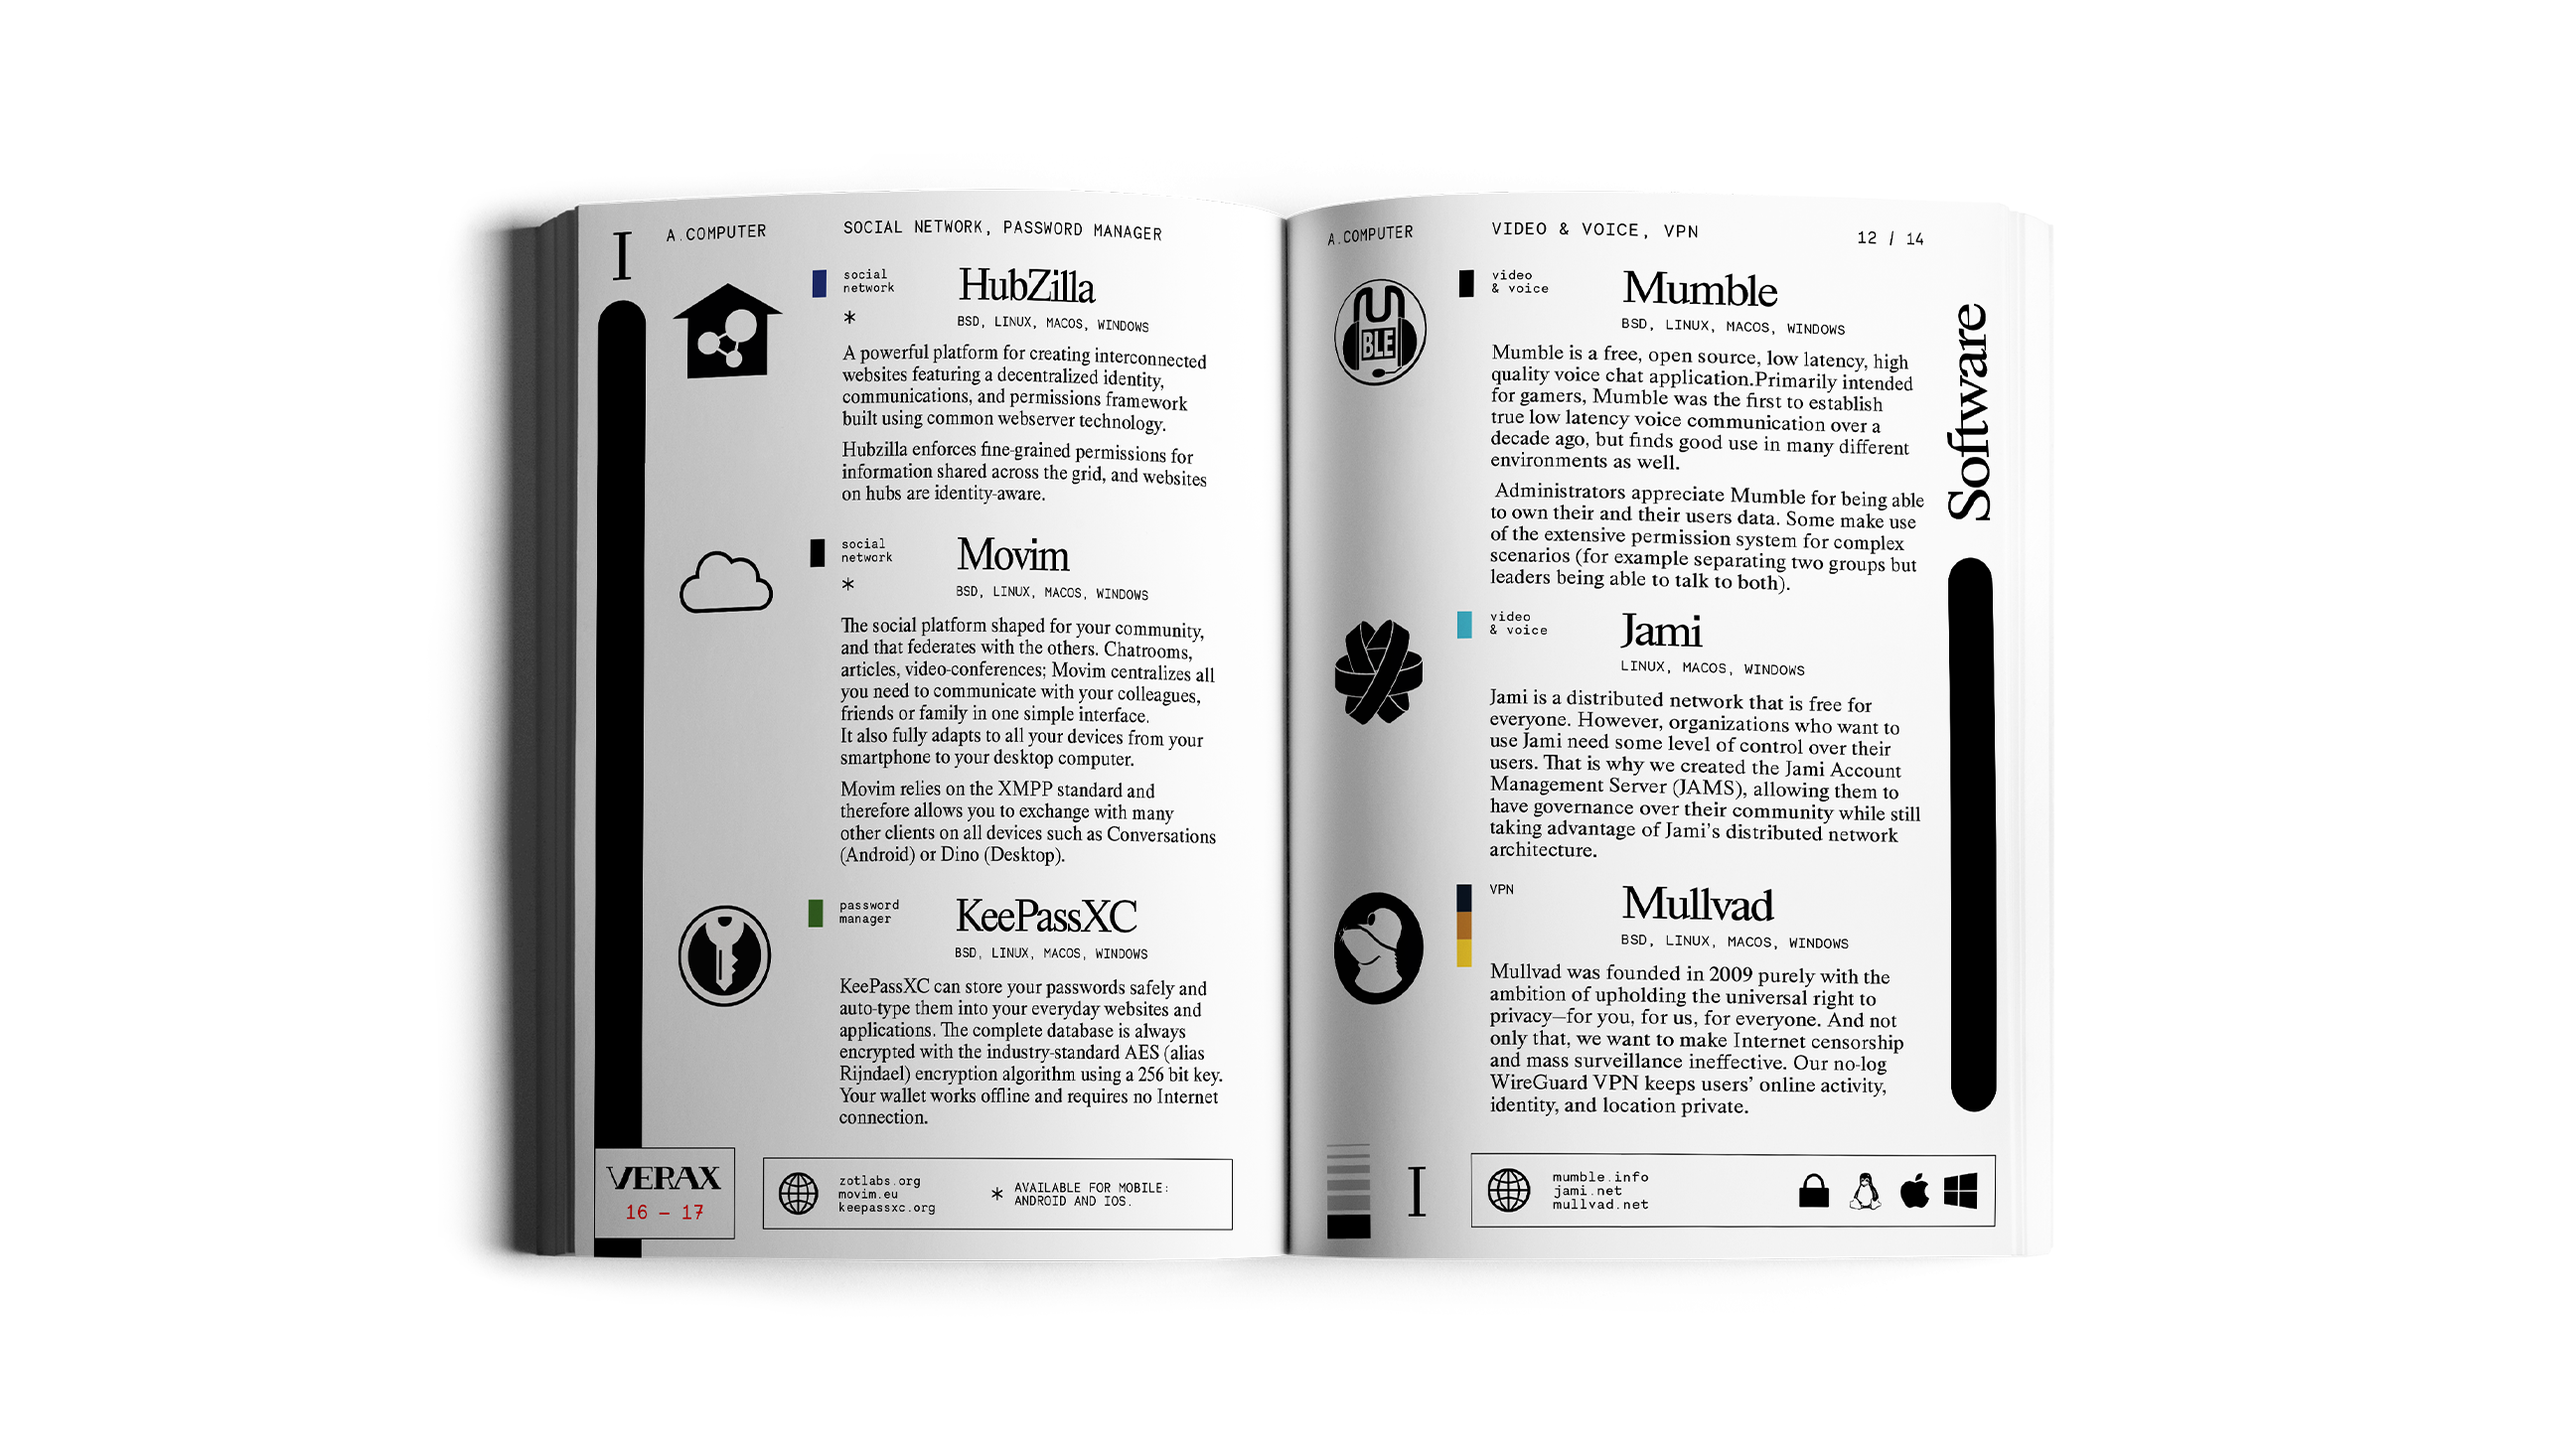 I
A.COMPUTER
SOCIAL NETWORK, PASSWORD MANAGER
social
network
*
HubZilla
BSD, LINUX, MACOS, WINDOWS
A powerful platform for creating interconnected
websites featuring a decentralized identity,
communications, and permissions framework
built using common webserver technology.
Hubzilla enforces fine-grained permissions for
information shared across the grid, and websites
on hubs are identity-aware.
social
network
*
Movim
BSD, LINUX, MACOS, WINDOWS
The social platform shaped for your community,
and that federates with the others. Chatrooms,
articles, video-conferences; Movim centralizes all
you need to communicate with your colleagues,
friends or family in one simple interface.
It also fully adapts to all your devices from your
smartphone to your desktop computer.
Movim relies on the XMPP standard and
therefore allows you to exchange with many
other clients on all devices such as Conversations
(Android) or Dino (Desktop).
password
manager
KeePassXC
BSD, LINUX, MACOS, WINDOWS
KeePassXC can store your passwords safely and
auto-type them into your everyday websites and
applications. The complete database is always
encrypted with the industry-standard AES (alias
Rijndael) encryption algorithm using a 256 bit key.
Your wallet works offline and requires no Internet
connection.
VERAX
16 – 17
zotlabs.org
movim.eu
keepassxc.org
* AVAILABLE FOR MOBILE:
ANDROID AND IOS.
A.COMPUTER
VIDEO & VOICE, VPN
12 / 14
MBLE
video
& voice
Mumble
BSD, LINUX, MACOS, WINDOWS
Mumble is a free, open source, low latency, high
quality voice chat application.Primarily intended
for gamers, Mumble was the first to establish
true low latency voice communication over a
decade ago, but finds good use in many different
environments as well.
Administrators appreciate Mumble for being able
to own their and their users data. Some make use
of the extensive permission system for complex
scenarios (for example separating two groups but
leaders being able to talk to both).
video
& voice
Jami
LINUX, MACOS, WINDOWS
Jami is a distributed network that is free for
everyone. However, organizations who want to
use Jami need some level of control over their
users. That is why we created the Jami Account
Management Server (JAMS), allowing them to
have governance over their community while still
taking advantage of Jami's distributed network
architecture.
VPN
Mullvad
BSD, LINUX, MACOS, WINDOWS
Mullvad was founded in 2009 purely with the
ambition of upholding the universal right to
privacy—for you, for us, for everyone. And not
only that, we want to make Internet censorship
and mass surveillance ineffective. Our no-log
WireGuard VPN keeps users' online activity,
identity, and location private.
Software
I
mumble.info
jami.net
mullvad.net